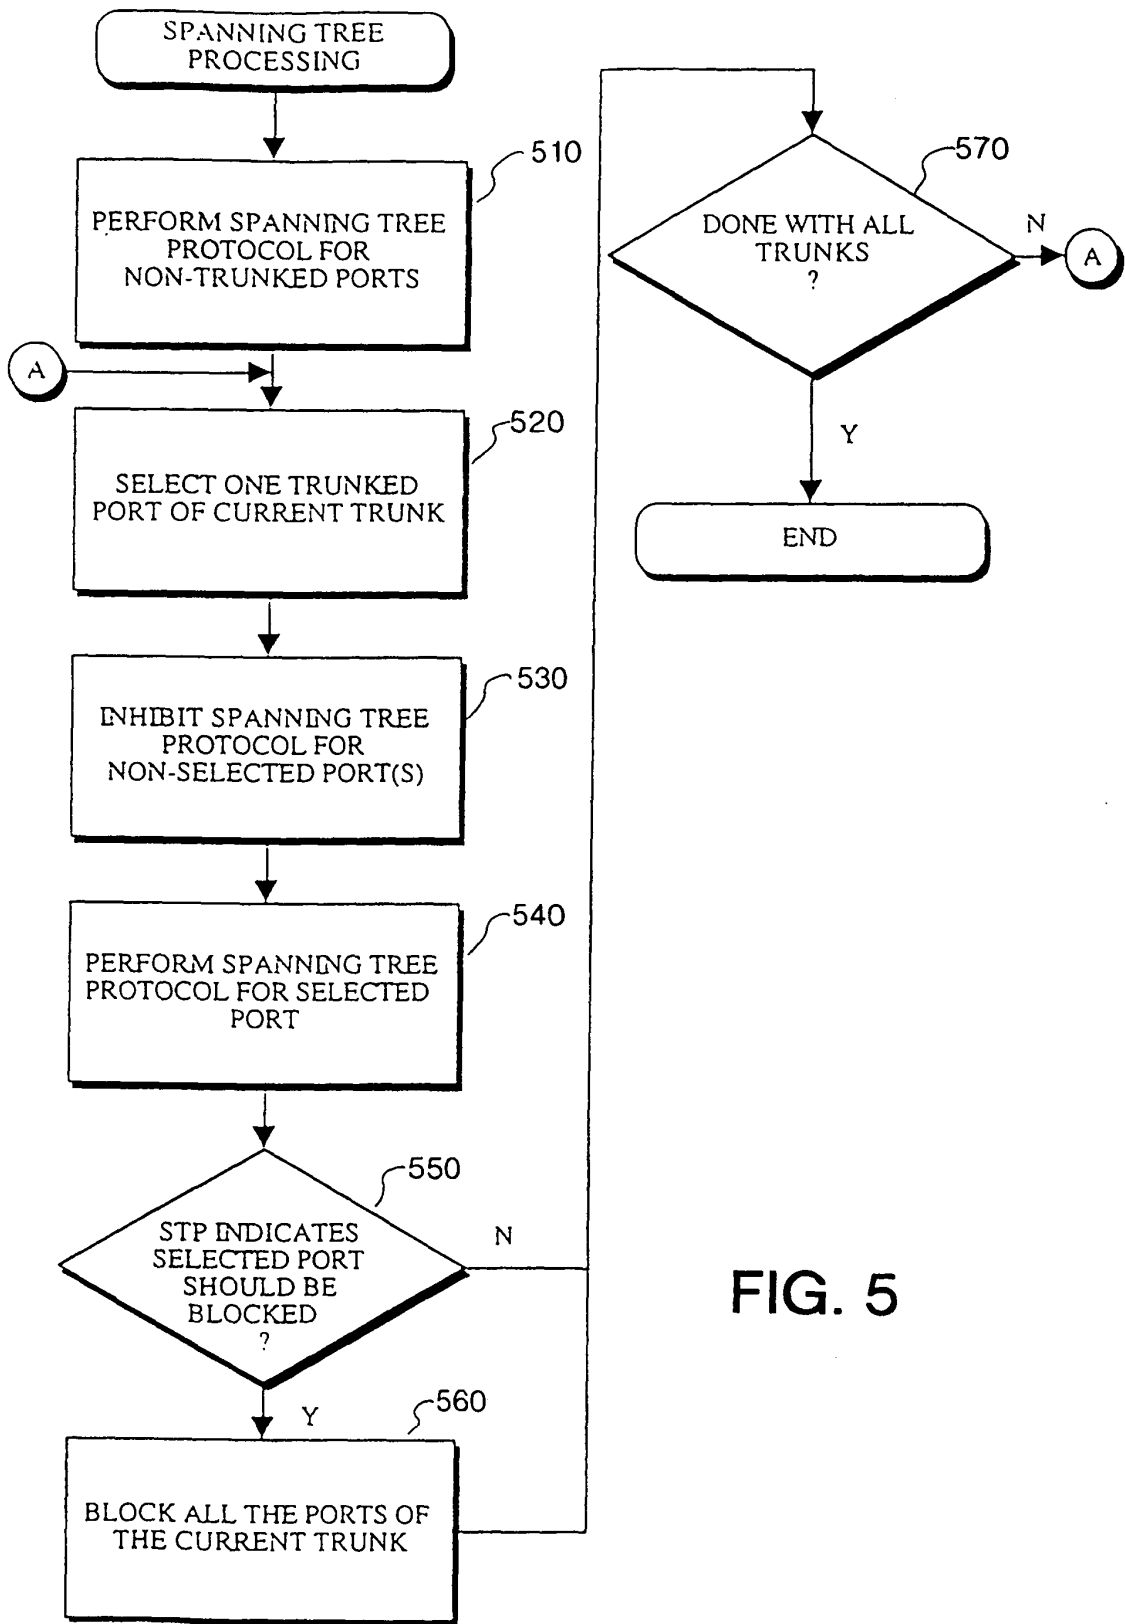 SPANNING TREE
PROCESSING
510
PERFORM SPANNING TREE
PROTOCOL FOR
NON-TRUNKED PORTS
A
520
SELECT ONE TRUNKED
PORT OF CURRENT TRUNK
530
INHIBIT SPANNING TREE
PROTOCOL FOR
NON-SELECTED PORT(S)
540
PERFORM SPANNING TREE
PROTOCOL FOR SELECTED
PORT
550
STP INDICATES
SELECTED PORT
SHOULD BE
BLOCKED
?
N
Y
560
BLOCK ALL THE PORTS OF
THE CURRENT TRUNK
570
DONE WITH ALL
TRUNKS
?
N
A
Y
END
FIG. 5